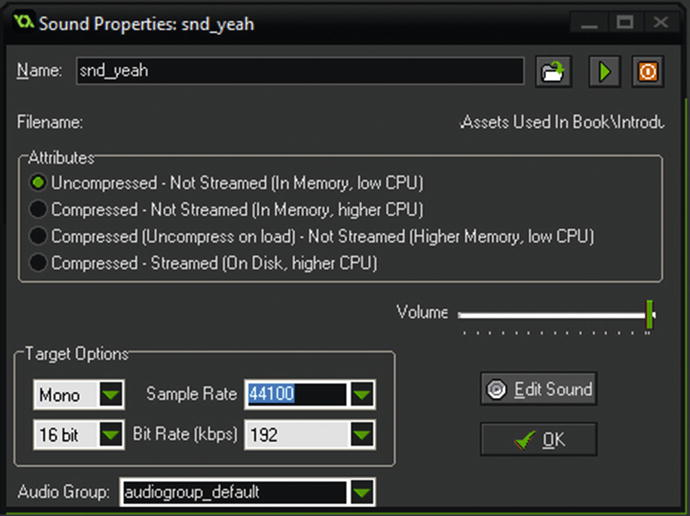 Sound Properties: snd_yeah
Name: snd_yeah
Filename: .Assets Used In Book\Introdu
Attributes
Uncompressed - Not Streamed (In Memory, low CPU)
Compressed - Not Streamed (In Memory, higher CPU)
Compressed (Uncompress on load) - Not Streamed (Higher Memory, low CPU)
Compressed - Streamed (On Disk, higher CPU)
Volume
Target Options
Mono Sample Rate 44100
Edit Sound
16 bit Bit Rate (kbps) 192
OK
Audio Group: audiogroup_default